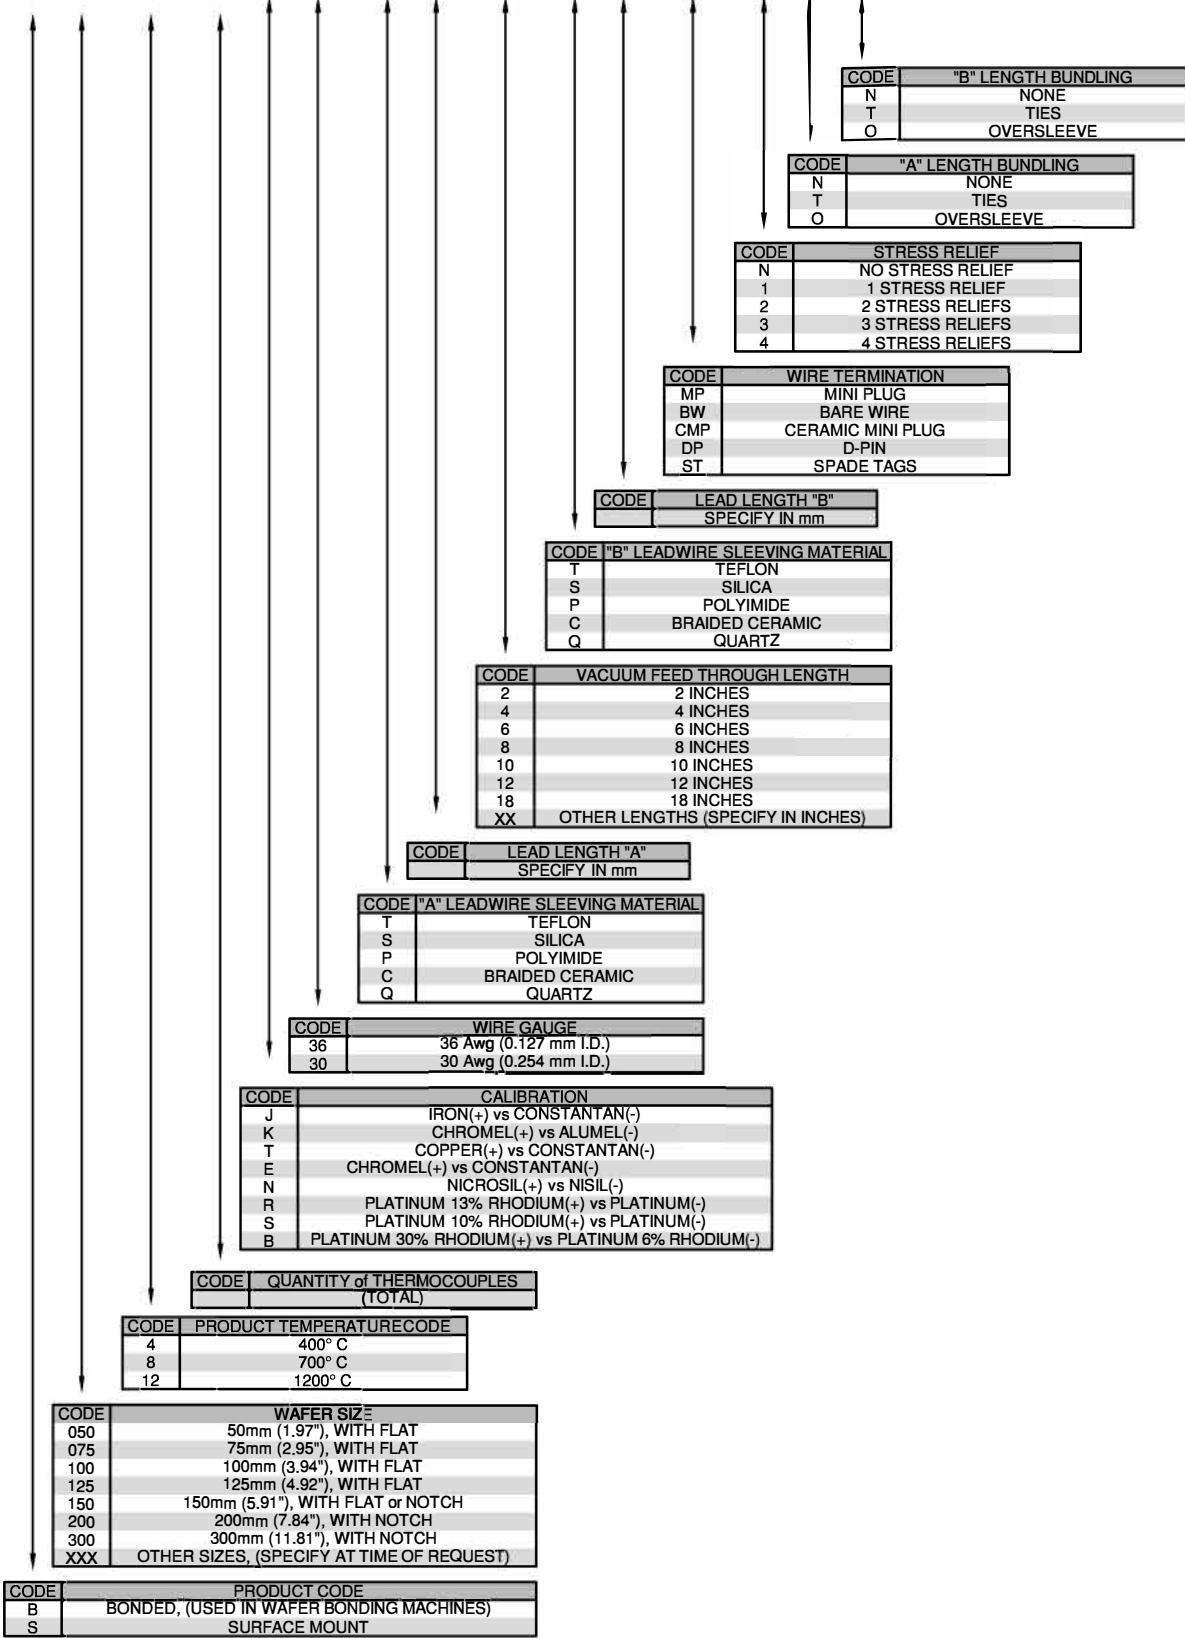 CODE "B" LENGTH BUNDLING
N NONE
T TIES
O OVERSLEEVE
CODE "A" LENGTH BUNDLING
N NONE
T TIES
O OVERSLEEVE
CODE STRESS RELIEF
N NO STRESS RELIEF
1 1 STRESS RELIEF
2 2 STRESS RELIEFS
3 3 STRESS RELIEFS
4 4 STRESS RELIEFS
CODE WIRE TERMINATION
MP MINI PLUG
BW BARE WIRE
CMP CERAMIC MINI PLUG
DP D-PIN
ST SPADE TAGS
CODE LEAD LENGTH "B"
SPECIFY IN mm
CODE "B" LEADWIRE SLEEVING MATERIAL
T TEFLON
S SILICA
P POLYIMIDE
C BRAIDED CERAMIC
Q QUARTZ
CODE VACUUM FEED THROUGH LENGTH
2 2 INCHES
4 4 INCHES
6 6 INCHES
8 8 INCHES
10 10 INCHES
12 12 INCHES
18 18 INCHES
XX OTHER LENGTHS (SPECIFY IN INCHES)
CODE LEAD LENGTH "A"
SPECIFY IN mm
CODE "A" LEADWIRE SLEEVING MATERIAL
T TEFLON
S SILICA
P POLYIMIDE
C BRAIDED CERAMIC
Q QUARTZ
CODE WIRE GAUGE
36 36 Awg (0.127 mm I.D.)
30 30 Awg (0.254 mm I.D.)
CODE CALIBRATION
J IRON(+) vs CONSTANTAN(-)
K CHROMEL(+) vs ALUMEL(-)
T COPPER(+) vs CONSTANTAN(-)
E CHROMEL(+) vs CONSTANTAN(-)
N NICROSIL(+) vs NISIL(-)
R PLATINUM 13% RHODIUM(+) vs PLATINUM(-)
S PLATINUM 10% RHODIUM(+) vs PLATINUM(-)
B PLATINUM 30% RHODIUM(+) vs PLATINUM 6% RHODIUM(-)
CODE QUANTITY of THERMOCOUPLES
(TOTAL)
CODE PRODUCT TEMPERATURECODE
4 400° C
8 700° C
12 1200° C
CODE WAFER SIZE
050 50mm (1.97"), WITH FLAT
075 75mm (2.95"), WITH FLAT
100 100mm (3.94"), WITH FLAT
125 125mm (4.92"), WITH FLAT
150 150mm (5.91"), WITH FLAT or NOTCH
200 200mm (7.84"), WITH NOTCH
300 300mm (11.81"), WITH NOTCH
XXX OTHER SIZES, (SPECIFY AT TIME OF REQUEST)
CODE PRODUCT CODE
B BONDED, (USED IN WAFER BONDING MACHINES)
S SURFACE MOUNT